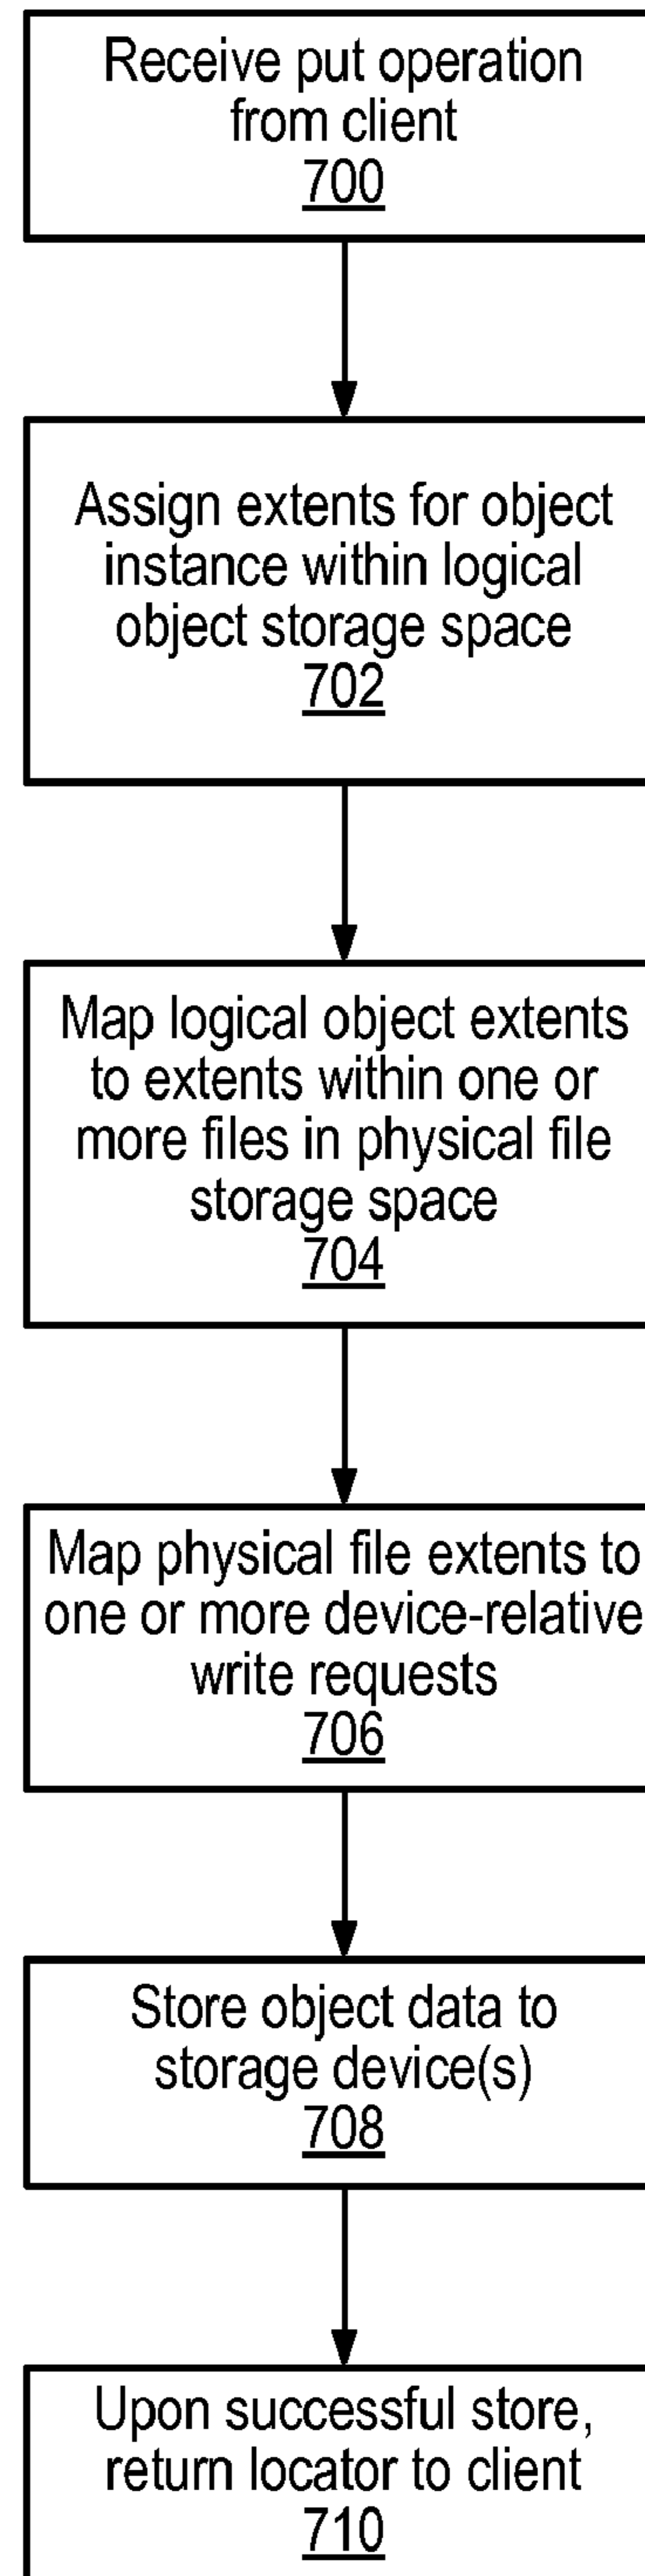 Receive put operation
from client
700
Assign extents for object
instance within logical
object storage space
702
Map logical object extents
to extents within one or
more files in physical file
storage space
704
Map physical file extents to
one or more device-relative
write requests
706
Store object data to
storage device(s)
708
Upon successful store,
return locator to client
710